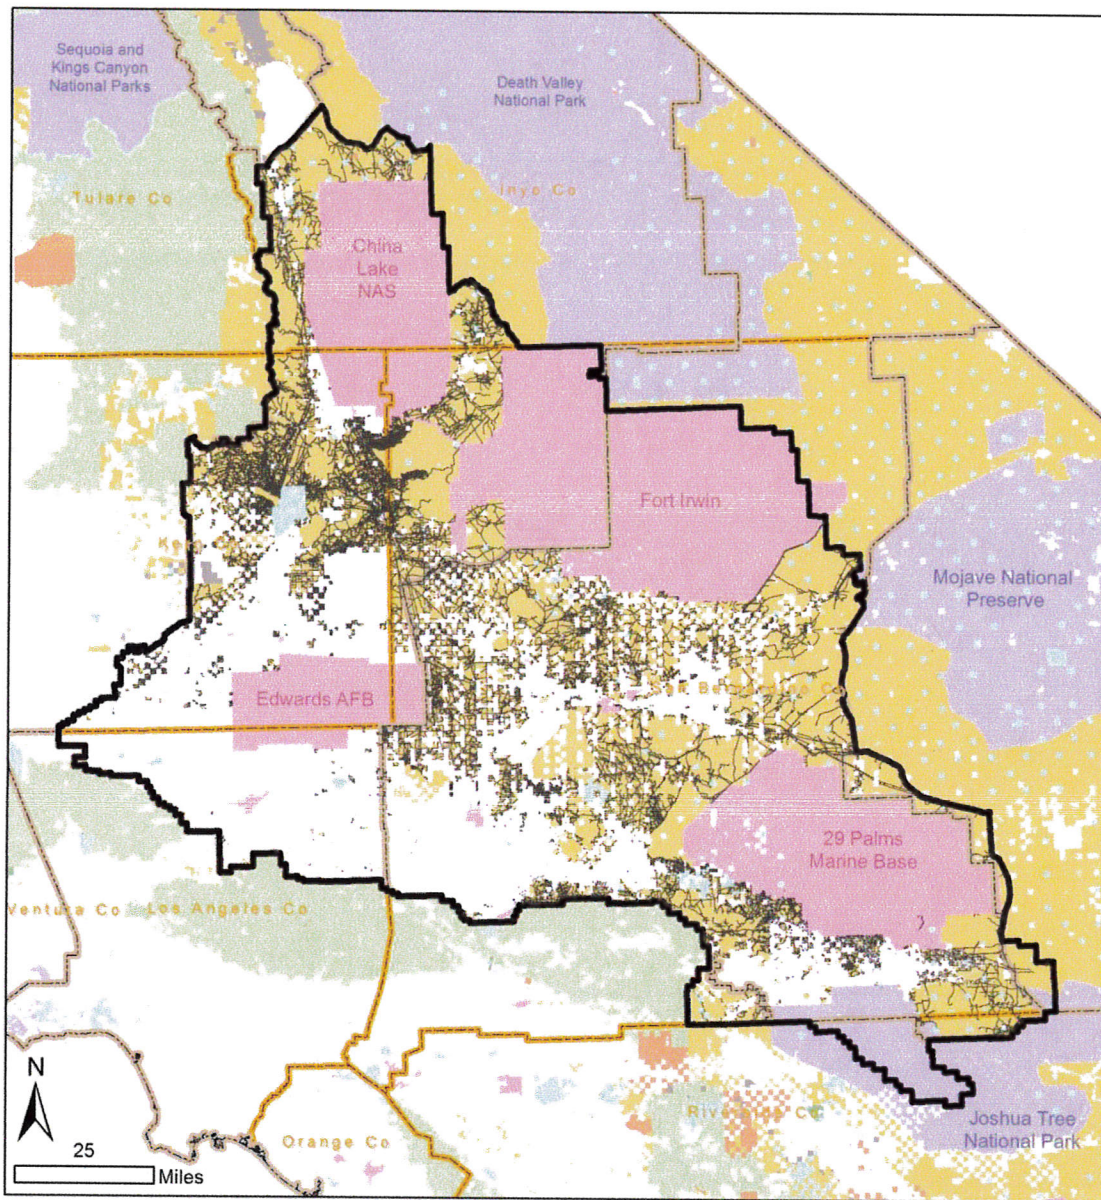 Sequoia and
Kings Canyon
National Parks
Death Valley
National Park
Tulare Co
Inyo Co
China
Lake
NAS
Fort Irwin
Mojave National
Preserve
Edwards AFB
29 Palms
Marine Base
Ventura Co
Los Angeles Co
N
Riverside Co
Joshua Tree
National Park
Orange Co
25
Miles